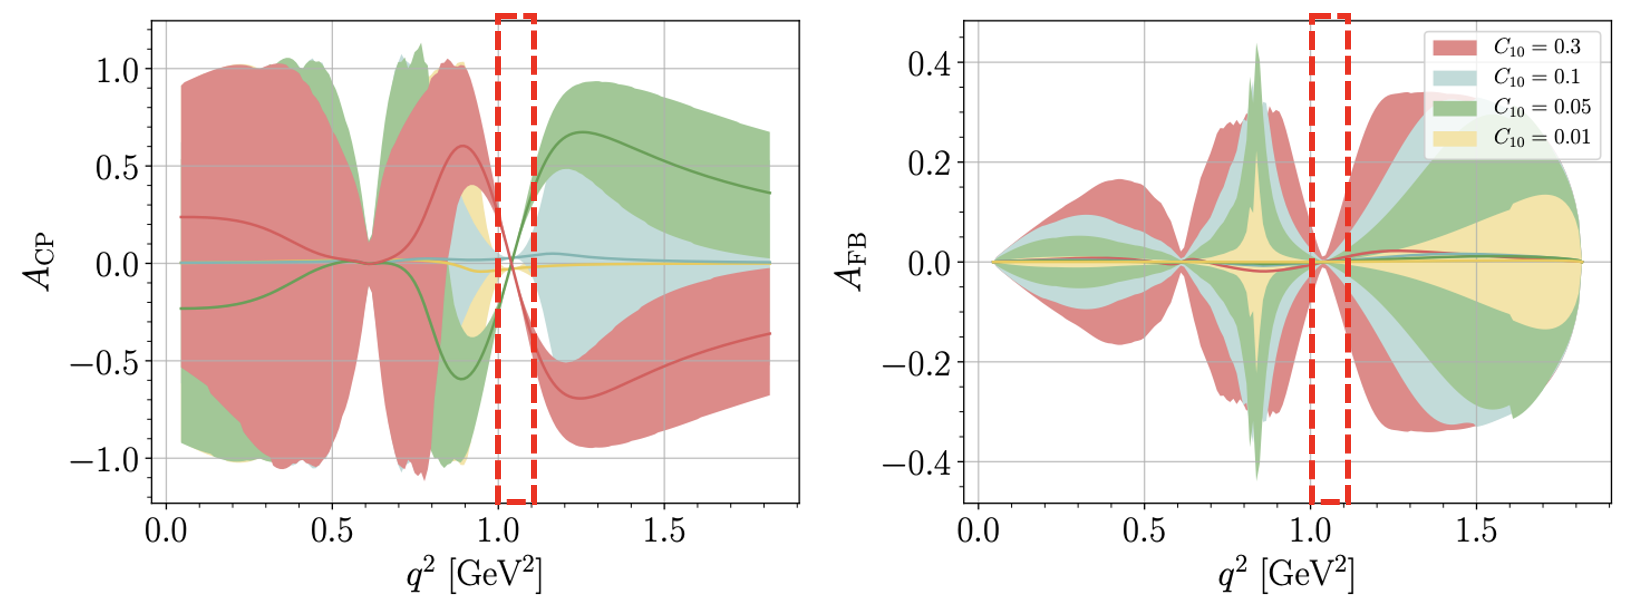 A_CP
1.0
0.5
0.0
−0.5
−1.0
0.0 0.5 1.0 1.5
q² [GeV²]
A_FB
0.4
0.2
0.0
−0.2
−0.4
0.0 0.5 1.0 1.5
q² [GeV²]
C₁₀ = 0.3
C₁₀ = 0.1
C₁₀ = 0.05
C₁₀ = 0.01